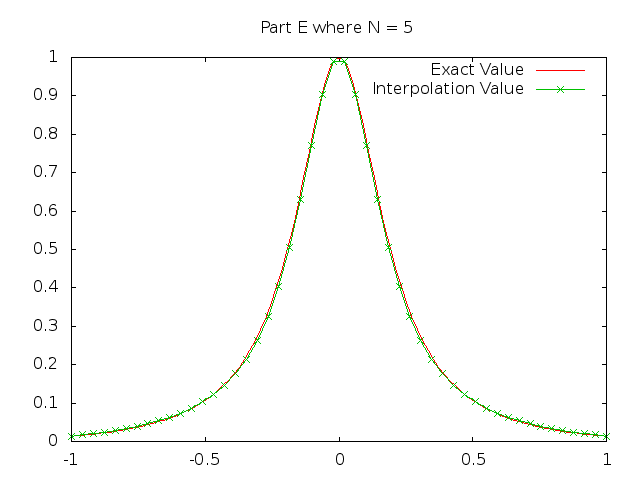 Part E where N = 5
Exact Value
Interpolation Value
1
0.9
0.8
0.7
0.6
0.5
0.4
0.3
0.2
0.1
0
-1 -0.5 0 0.5 1